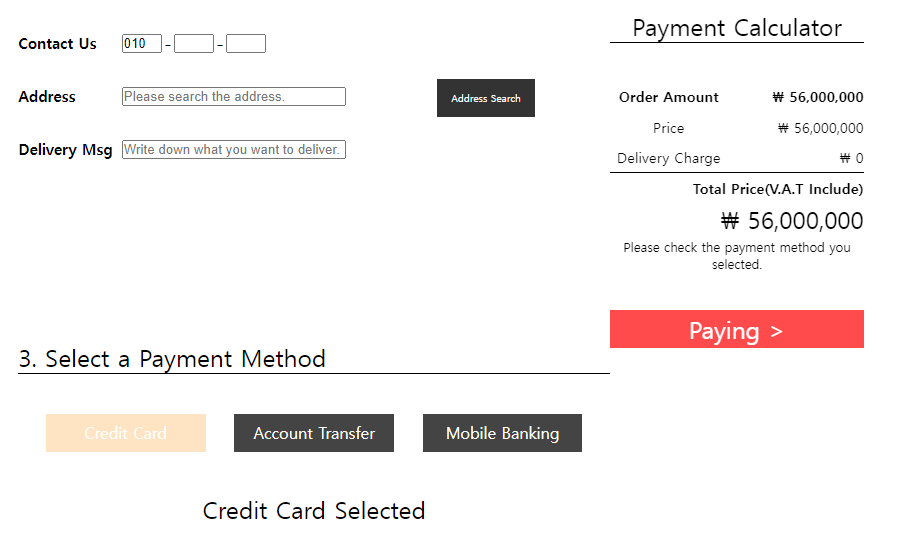 Contact Us 010 - -
Address Please search the address. Address Search
Delivery Msg Write down what you want to deliver.
Payment Calculator
Order Amount ₩ 56,000,000
Price ₩ 56,000,000
Delivery Charge ₩ 0
Total Price(V.A.T Include)
₩ 56,000,000
Please check the payment method you
selected.
Paying >
3. Select a Payment Method
Credit Card Account Transfer Mobile Banking
Credit Card Selected